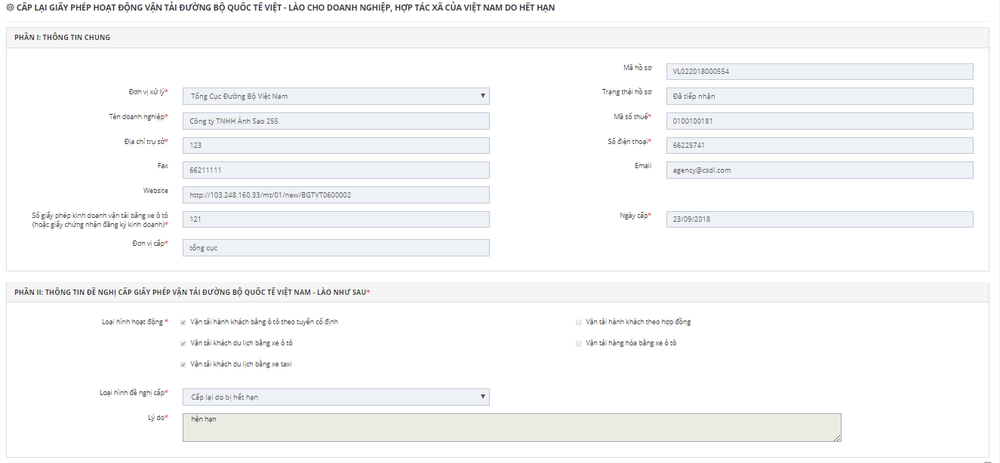 CẤP LẠI GIẤY PHÉP HOẠT ĐỘNG VẬN TẢI ĐƯỜNG BỘ QUỐC TẾ VIỆT - LÀO CHO DOANH NGHIỆP, HỢP TÁC XÃ CỦA VIỆT NAM DO HẾT HẠN
PHẦN I: THÔNG TIN CHUNG
Mã hồ sơ VL022018000554
Đơn vị xử lý* Tổng Cục Đường Bộ Việt Nam Trạng thái hồ sơ Đã tiếp nhận
Tên doanh nghiệp* Công ty TNHH Ánh Sao 255 Mã số thuế* 0100100181
Địa chỉ trụ sở* 123 Số điện thoại* 66225741
Fax 66211111 Email agency@csdl.com
Website http://103.248.160.33/mt/01/new/BGTVT0600002
Số giấy phép kinh doanh vận tải bằng xe ô tô
(hoặc giấy chứng nhận đăng ký kinh doanh)* 121 Ngày cấp* 23/09/2018
Đơn vị cấp* tổng cục
PHẦN II: THÔNG TIN ĐỀ NGHỊ CẤP GIẤY PHÉP VẬN TẢI ĐƯỜNG BỘ QUỐC TẾ VIỆT NAM - LÀO NHƯ SAU*
Loại hình hoạt động * Vận tải hành khách bằng ô tô theo tuyến cố định Vận tải hành khách theo hợp đồng
Vận tải khách du lịch bằng xe ô tô Vận tải hàng hóa bằng xe ô tô
Vận tải khách du lịch bằng xe taxi
Loại hình đề nghị cấp* Cấp lại do bị hết hạn
Lý do* hện hạn